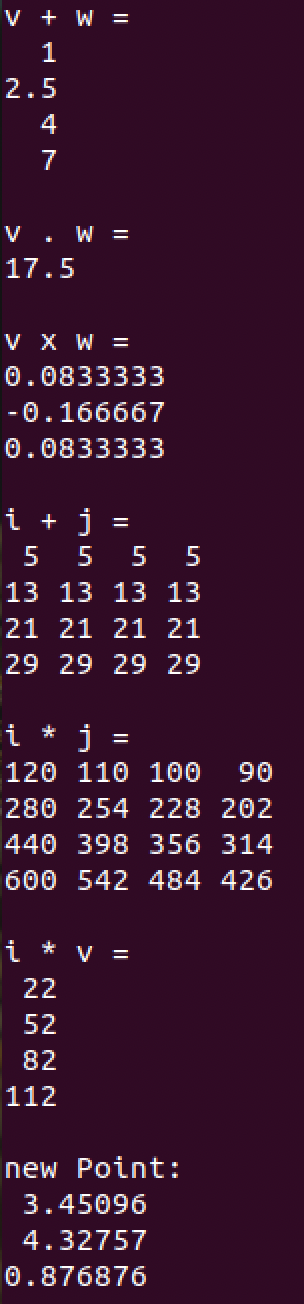 v + w =
  1
2.5
  4
  7

v . w =
17.5

v x w =
0.0833333
-0.166667
0.0833333

i + j =
 5  5  5  5
13 13 13 13
21 21 21 21
29 29 29 29

i * j =
120 110 100  90
280 254 228 202
440 398 356 314
600 542 484 426

i * v =
 22
 52
 82
112

new Point:
 3.45096
 4.32757
0.876876